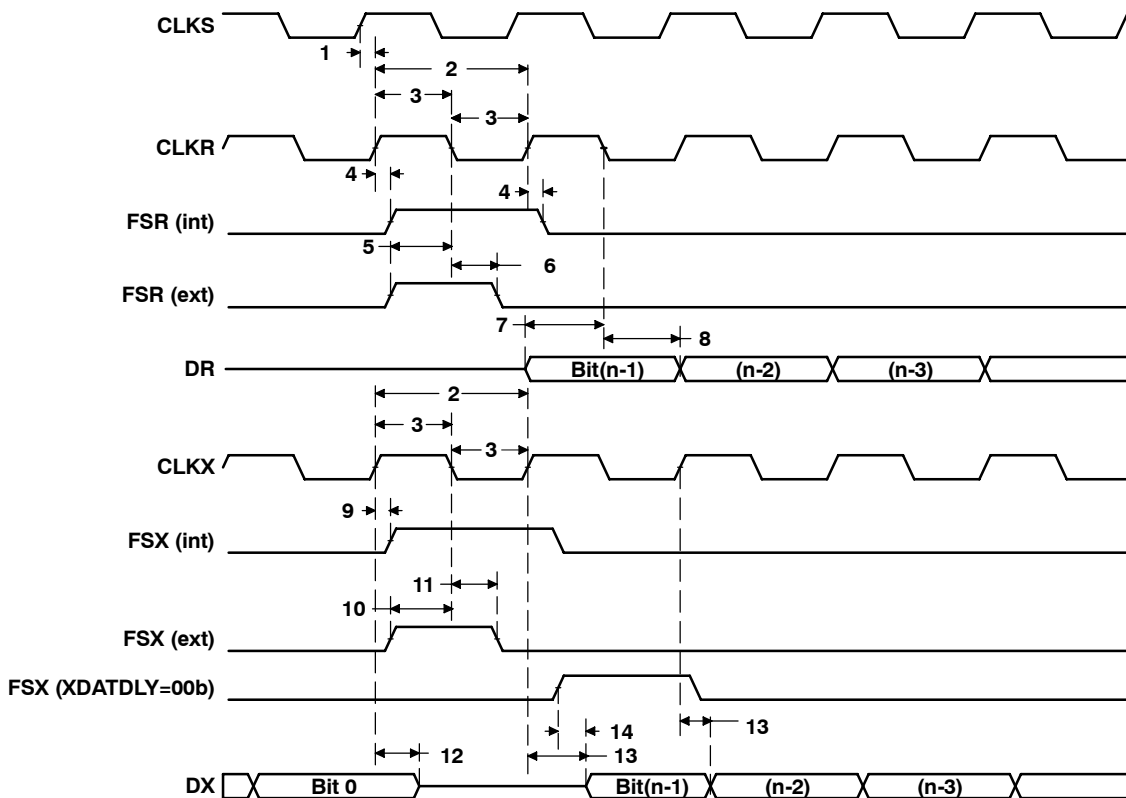 CLKS
1
2
3
3
CLKR
4
4
FSR (int)
5
6
FSR (ext)
7
8
DR
Bit(n-1)
(n-2)
(n-3)
2
3
3
CLKX
9
FSX (int)
11
10
FSX (ext)
FSX (XDATDLY=00b)
14
13
12
13
DX
Bit 0
Bit(n-1)
(n-2)
(n-3)